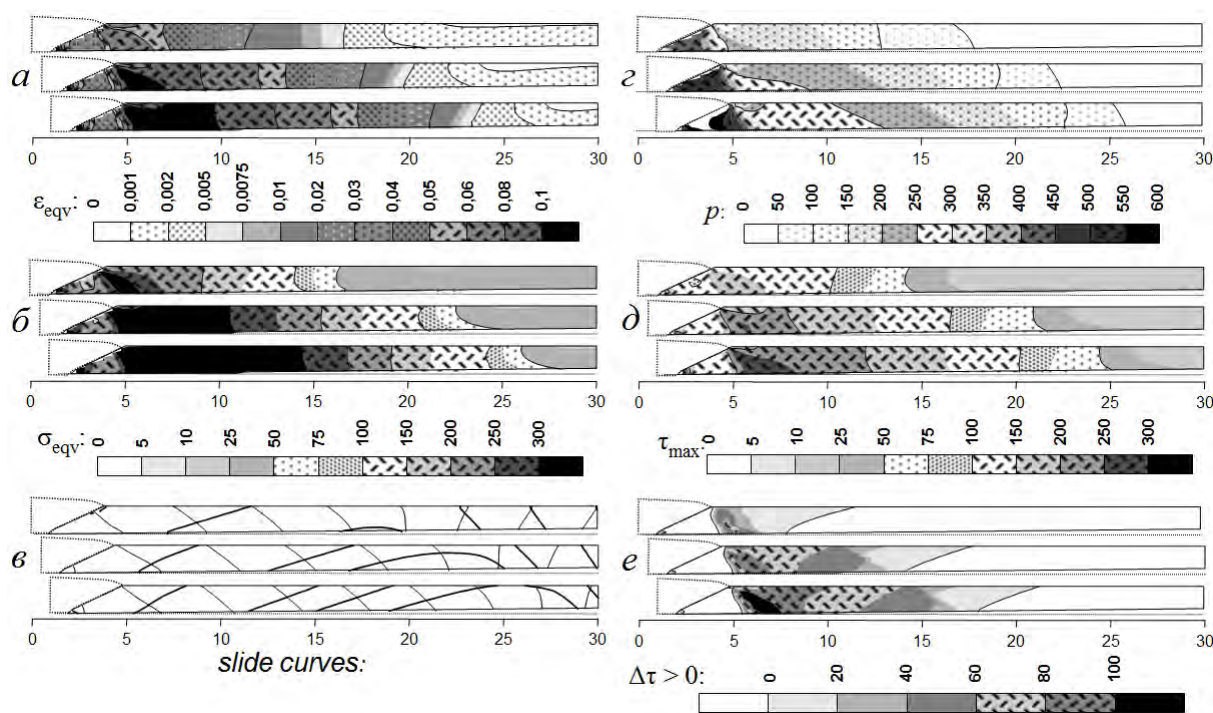 а
0 5 10 15 20 25 30
εeqv: 0 0,001 0,002 0,005 0,0075 0,01 0,02 0,03 0,04 0,05 0,06 0,08 0,1
б
0 5 10 15 20 25 30
σeqv: 0 5 10 25 50 75 100 150 200 250 300
в
0 5 10 15 20 25 30
slide curves:
г
0 5 10 15 20 25 30
p: 0 50 100 150 200 250 300 350 400 450 500 550 600
д
0 5 10 15 20 25 30
τmax: 0 5 10 25 50 75 100 150 200 250 300
е
0 5 10 15 20 25 30
Δτ > 0: 0 20 40 60 80 100